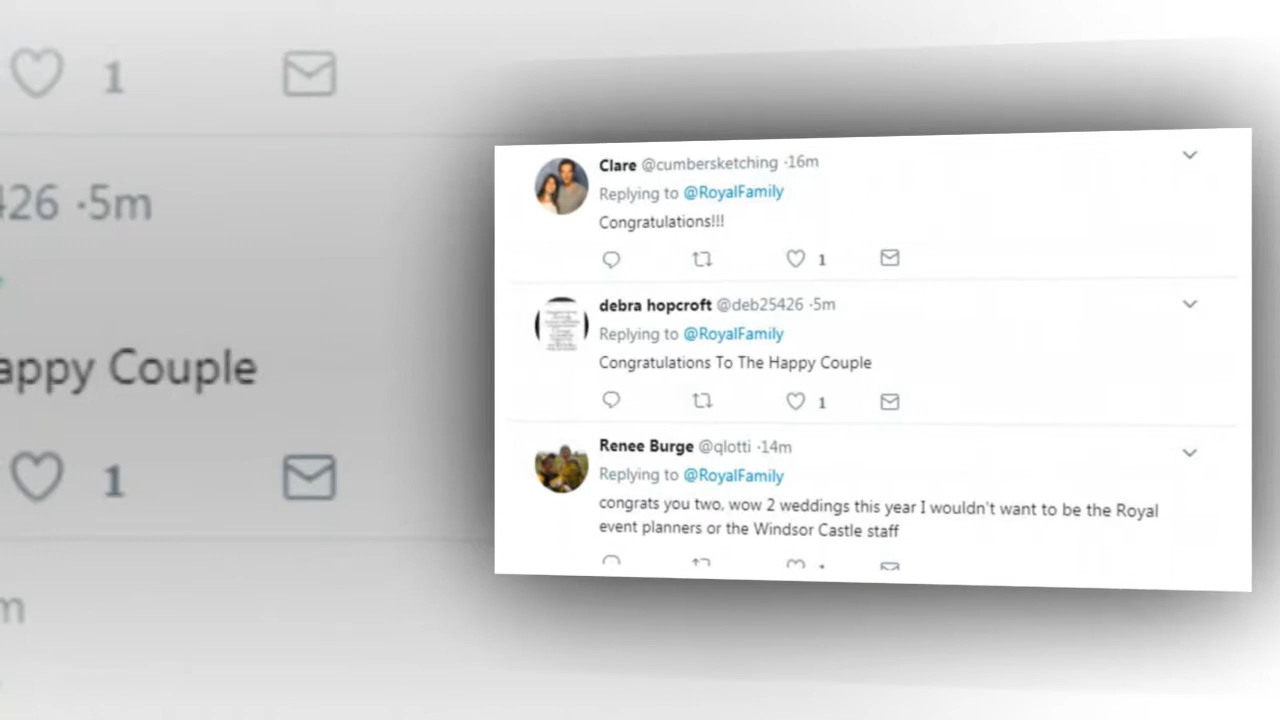 1
426 ·5m
appy Couple
1
m
Clare @cumbersketching ·16m
Replying to @RoyalFamily
Congratulations!!!
1
debra hopcroft @deb25426 ·5m
Replying to @RoyalFamily
Congratulations To The Happy Couple
1
Renee Burge @qlotti ·14m
Replying to @RoyalFamily
congrats you two, wow 2 weddings this year I wouldn't want to be the Royal
event planners or the Windsor Castle staff